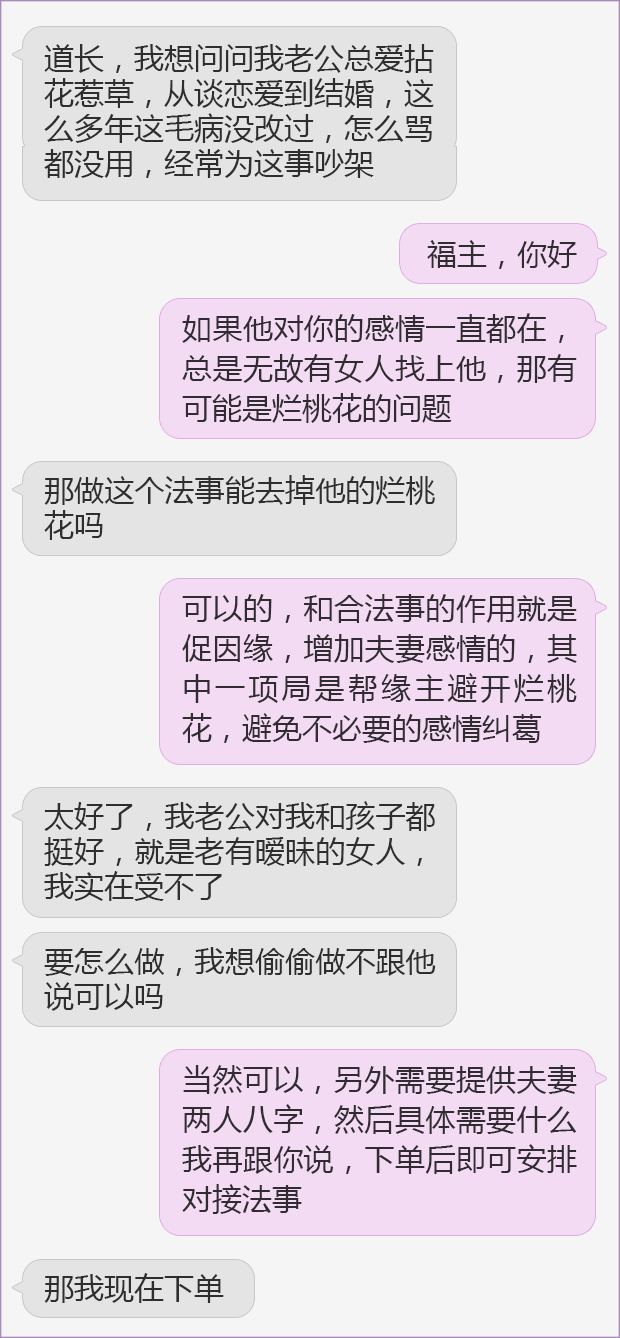 道长，我想问问我老公总爱拈
花惹草，从谈恋爱到结婚，这
么多年这毛病没改过，怎么骂
都没用，经常为这事吵架
福主，你好
如果他对你的感情一直都在，
总是无故有女人找上他，那有
可能是烂桃花的问题
那做这个法事能去掉他的烂桃
花吗
可以的，和合法事的作用就是
促因缘，增加夫妻感情的，其
中一项局是帮缘主避开烂桃
花，避免不必要的感情纠葛
太好了，我老公对我和孩子都
挺好，就是老有暧昧的女人，
我实在受不了
要怎么做，我想偷偷做不跟他
说可以吗
当然可以，另外需要提供夫妻
两人八字，然后具体需要什么
我再跟你说，下单后即可安排
对接法事
那我现在下单